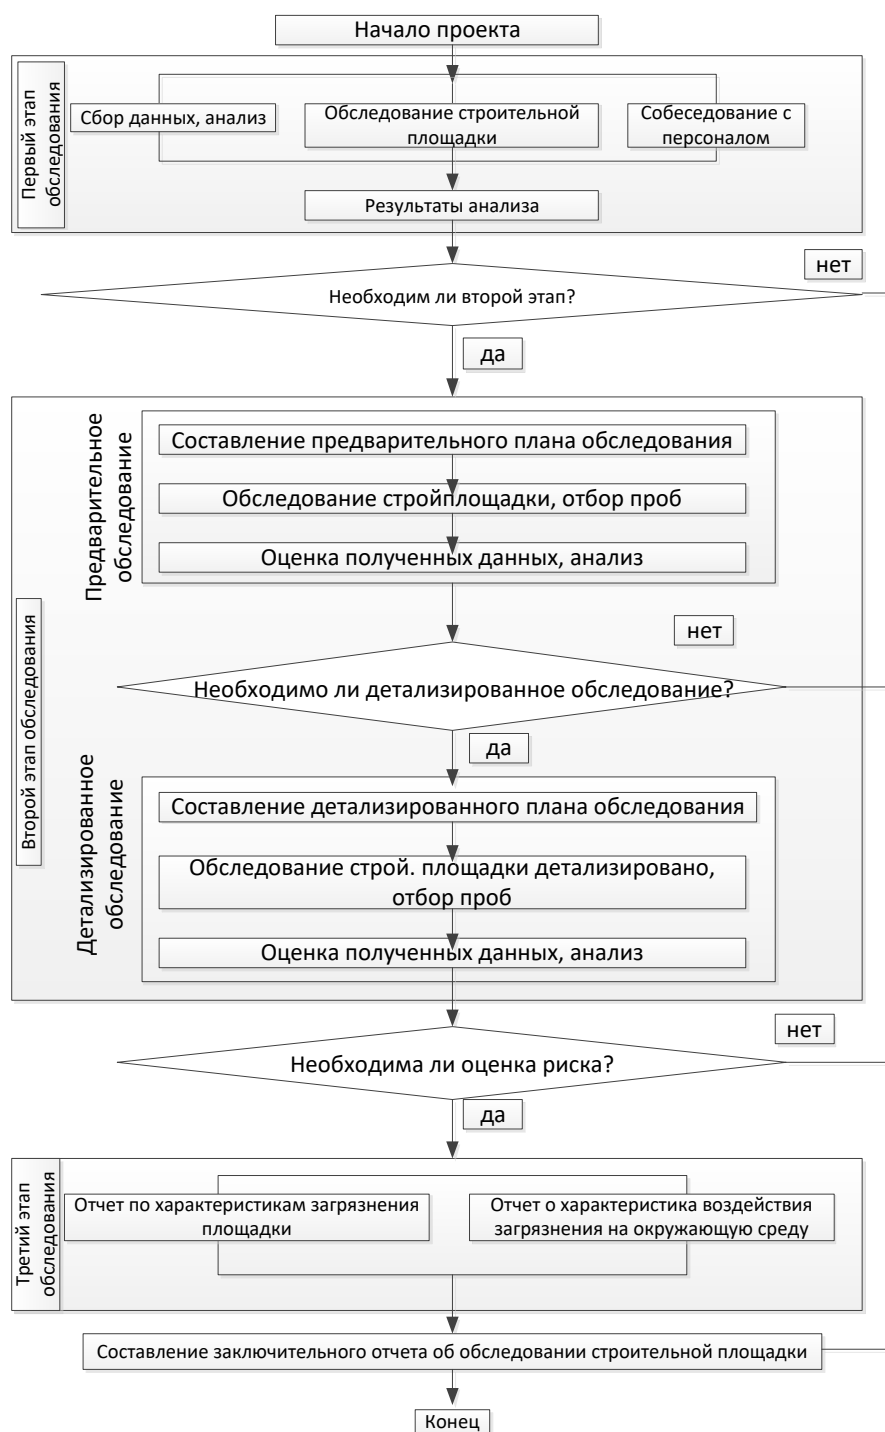 Начало проекта
Первый этап
обследования
Сбор данных, анализ
Обследование строительной
площадки
Собеседование с
персоналом
Результаты анализа
нет
Необходим ли второй этап?
да
Второй этап обследования
Предварительное
обследование
Составление предварительного плана обследования
Обследование стройплощадки, отбор проб
Оценка полученных данных, анализ
нет
Необходимо ли детализированное обследование?
да
Детализированное
обследование
Составление детализированного плана обследования
Обследование строй. площадки детализировано,
отбор проб
Оценка полученных данных, анализ
нет
Необходима ли оценка риска?
да
Третий этап
обследования
Отчет по характеристикам загрязнения
площадки
Отчет о характеристика воздействия
загрязнения на окружающую среду
Составление заключительного отчета об обследовании строительной площадки
Конец